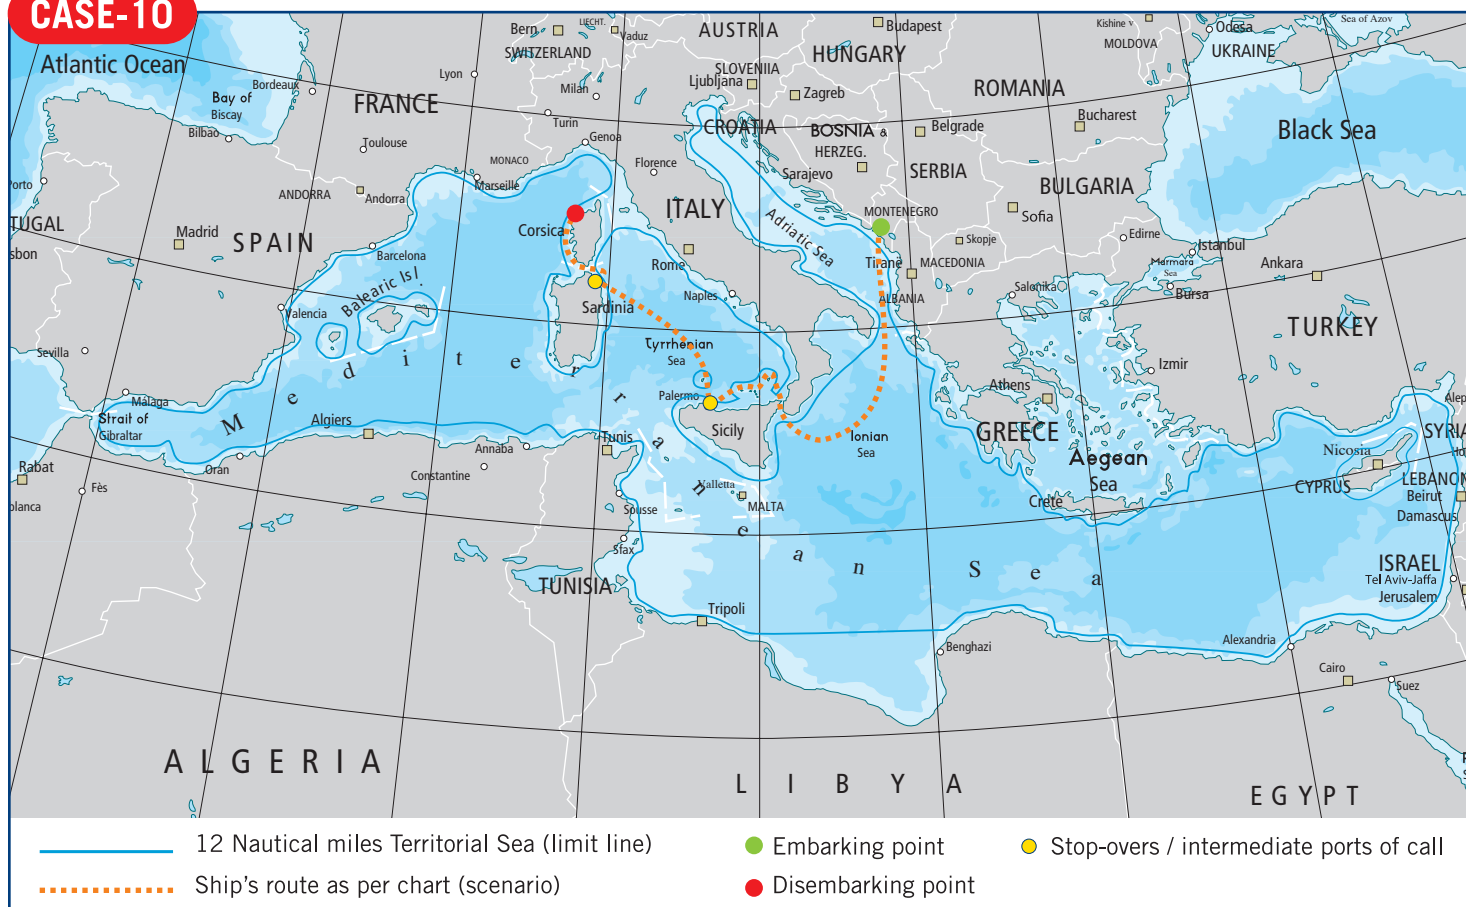 CASE-10
Atlantic Ocean
Bay of
Biscay
Bordeaux
Bilbao
Lyon
FRANCE
Toulouse
Bern
SWITZERLAND
LIECHT.
Vaduz
Milan
Turin
Genoa
MONACO
Marseille
Florence
AUSTRIA
SLOVENIIA
Ljubljana
Zagreb
CROATIA
Budapest
HUNGARY
BOSNIA &
HERZEG.
Sarajevo
Belgrade
SERBIA
ROMANIA
Bucharest
BULGARIA
Sofia
Kishine v
MOLDOVA
Odesa
UKRAINE
Sea of Azov
Black Sea
Porto
TUGAL
sbon
Madrid
SPAIN
ANDORRA
Andorra
Barcelona
Balearic Is/
Valencia
Sevilla
Málaga
Strait of
Gibraltar
Corsica
Sardinia
ITALY
Rome
Naples
Adriatic Sea
Tyrrhenian
Sea
Palermo
Sicily
MONTENEGRO
Tirane
ALBANIA
Skopje
MACEDONIA
Edirne
Istanbul
Marmara
Sea
Bursa
Ankara
TURKEY
Salonika
Izmir
Athens
GREECE
Aegean
Sea
Crete
Ionian
Sea
Mediterranean Sea
Valletta
MALTA
Rabat
Fès
blanca
Oran
Algiers
Constantine
Annaba
Tunis
Sousse
Sfax
TUNISIA
Tripoli
Benghazi
Alexandria
Cairo
Suez
Nicosia
CYPRUS
Alep
SYRIA
LEBANON
Beirut
Damascus
ISRAEL
Tel Aviv-Jaffa
Jerusalem
ALGERIA
LIBYA
EGYPT
12 Nautical miles Territorial Sea (limit line)
Embarking point
Stop-overs / intermediate ports of call
Ship's route as per chart (scenario)
Disembarking point